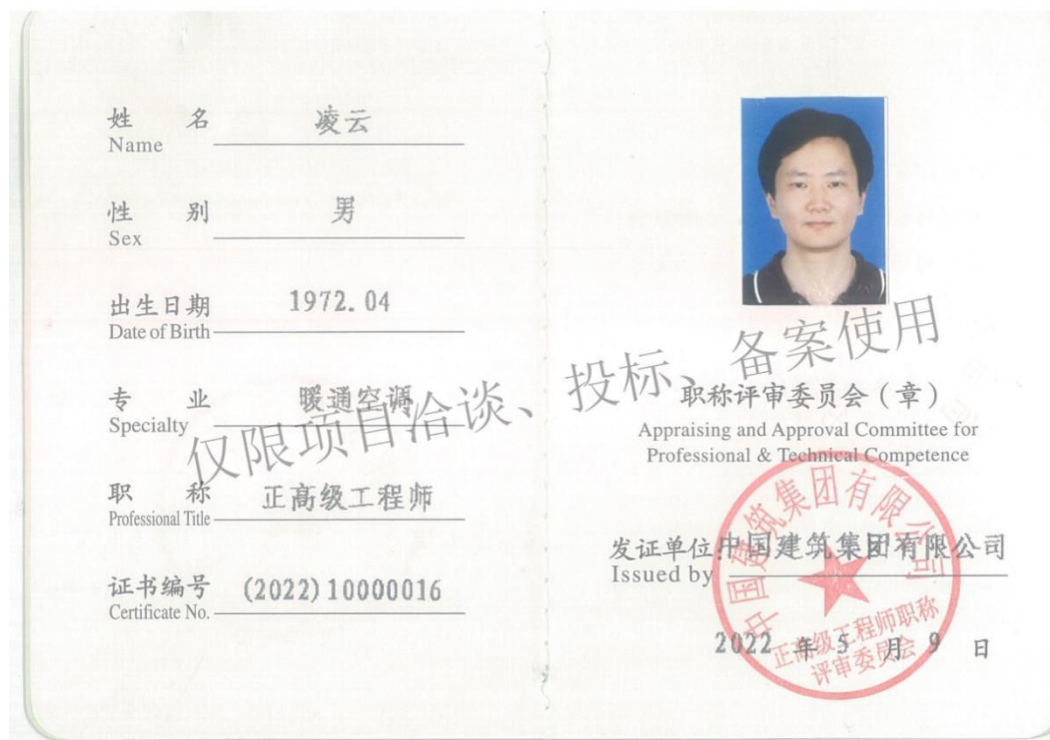 姓 名 凌云
Name
性 别 男
Sex
出生日期 1972.04
Date of Birth
专 业 暖通空调
Specialty
职 称 正高级工程师
Professional Title
证书编号 (2022)10000016
Certificate No.
仅限项目洽谈、投标、备案使用
职称评审委员会(章)
Appraising and Approval Committee for
Professional & Technical Competence
发证单位 中国建筑集团有限公司
Issued by
2022 年 5 月 9 日
中国建筑集团有限公司
正高级工程师职称
评审委员会